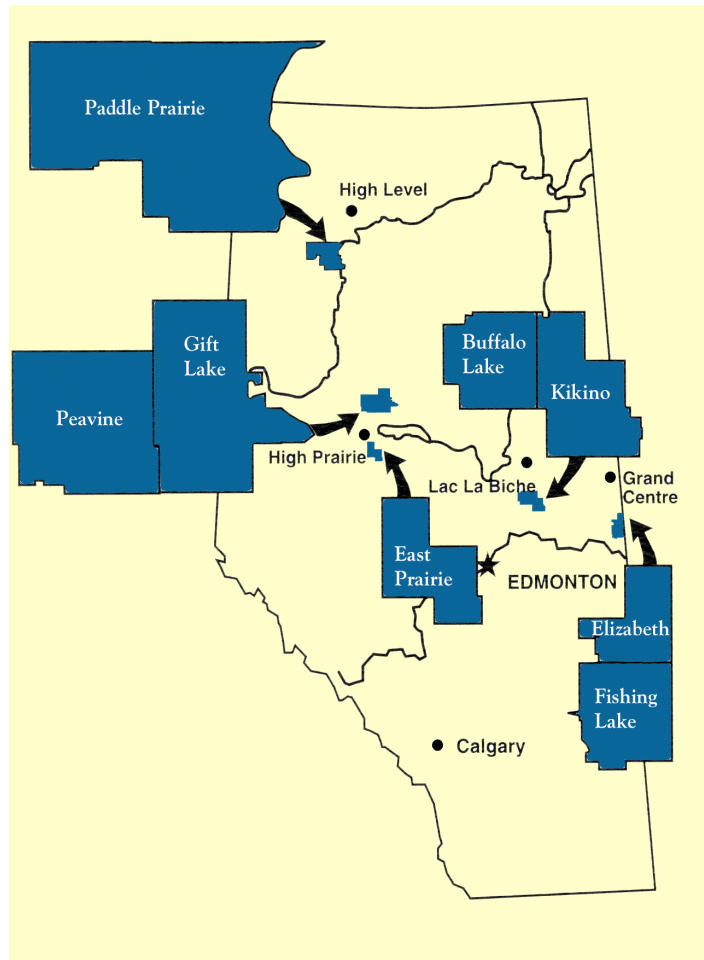 Paddle Prairie
High Level
Gift
Lake
Buffalo
Lake
Peavine
Kikino
High Prairie
Lac La Biche
Grand
Centre
East
Prairie
EDMONTON
Elizabeth
Fishing
Lake
Calgary